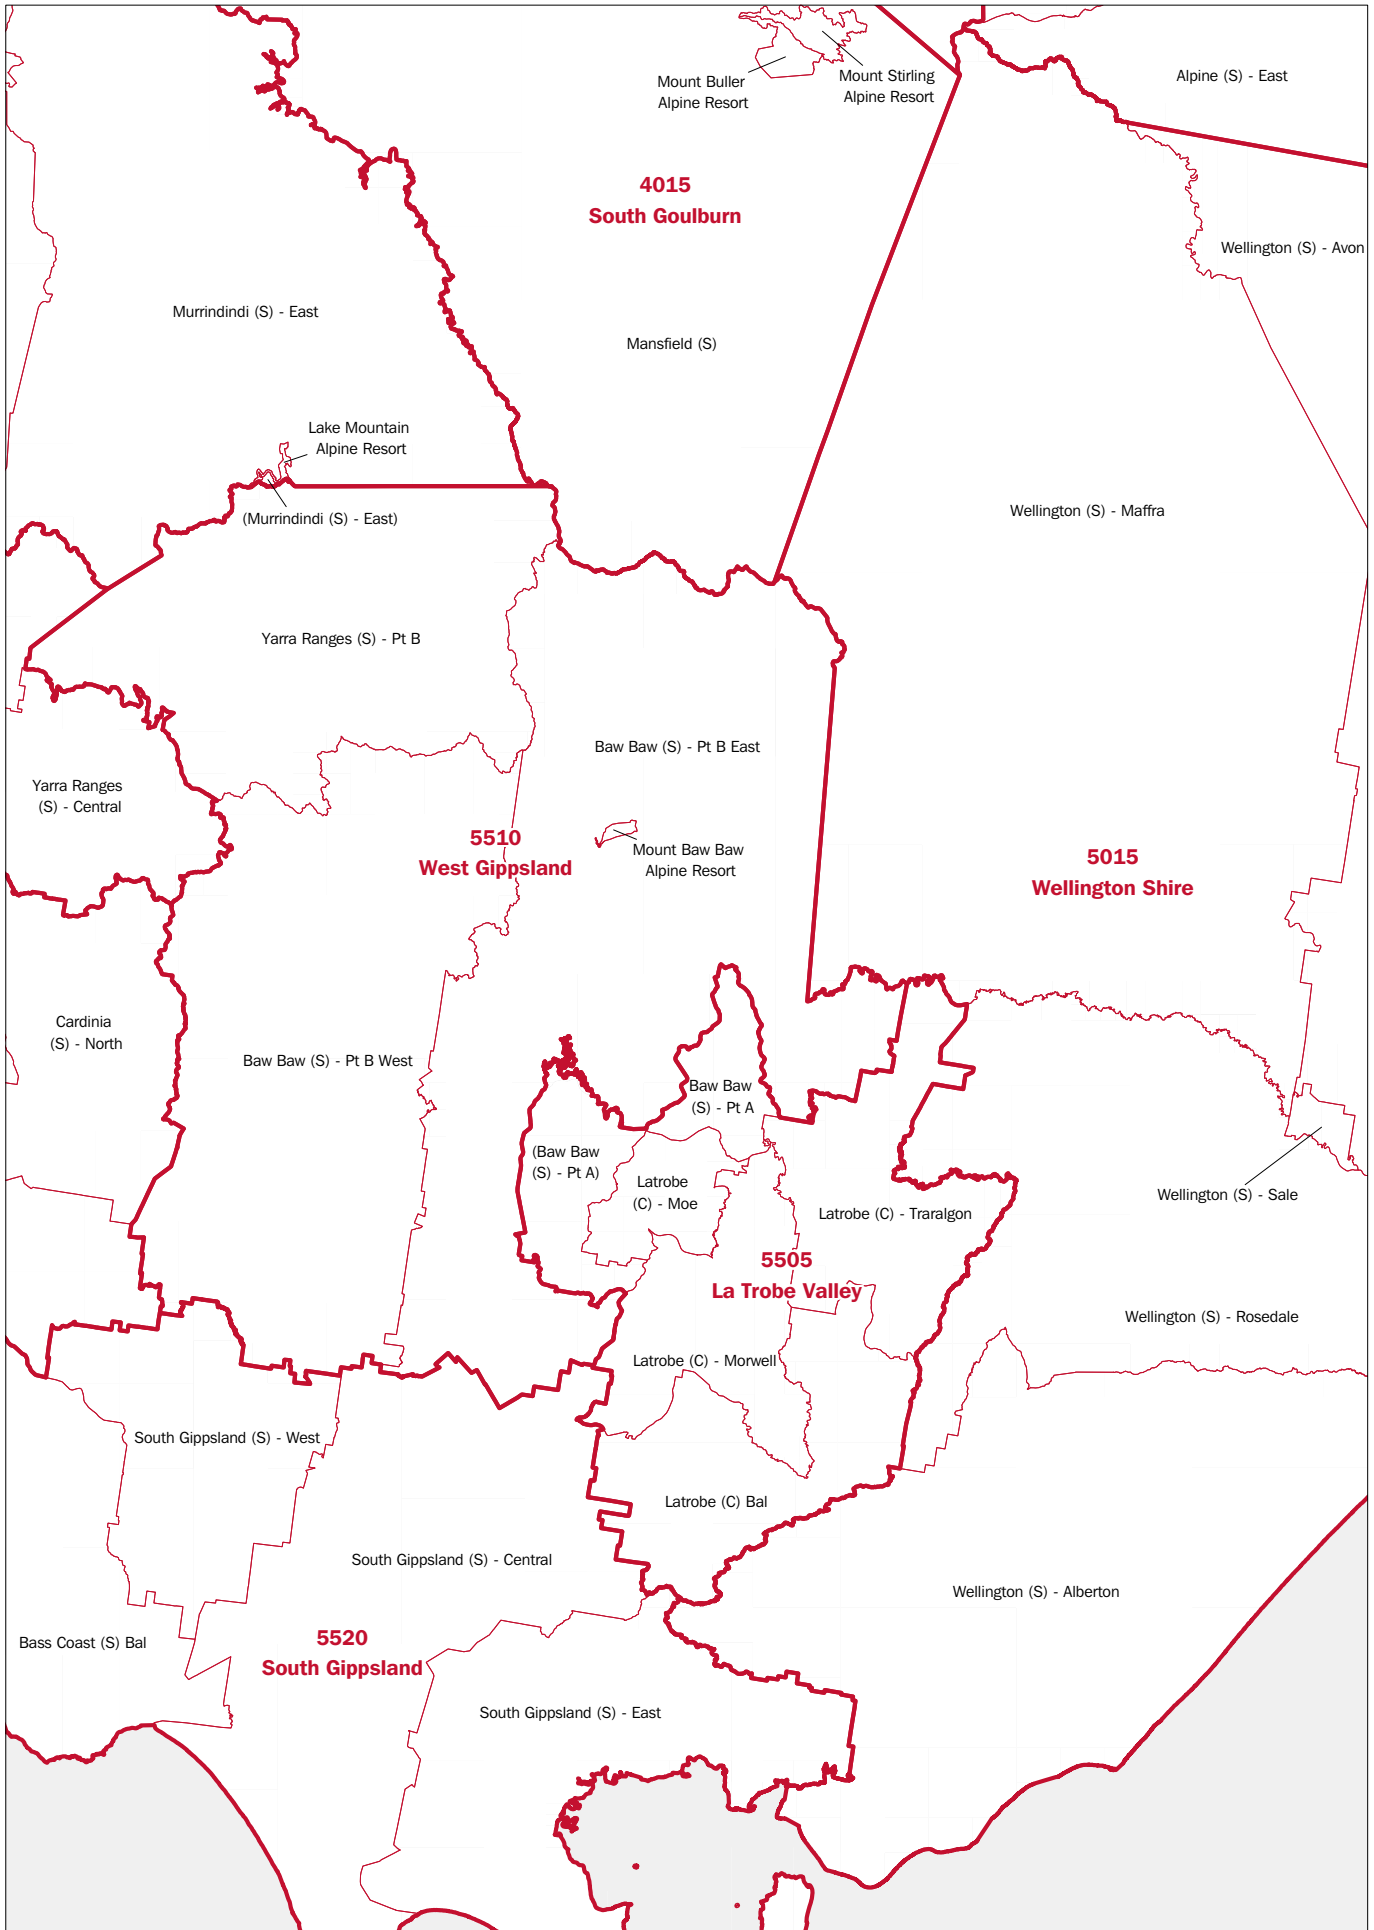 Mount Buller
Alpine Resort
Mount Stirling
Alpine Resort
Alpine (S) - East
4015
South Goulburn
Wellington (S) - Avon
Murrindindi (S) - East
Mansfield (S)
Lake Mountain
Alpine Resort
(Murrindindi (S) - East)
Wellington (S) - Maffra
Yarra Ranges (S) - Pt B
Baw Baw (S) - Pt B East
Yarra Ranges
(S) - Central
5510
West Gippsland
Mount Baw Baw
Alpine Resort
5015
Wellington Shire
Cardinia
(S) - North
Baw Baw (S) - Pt B West
Baw Baw
(S) - Pt A
(Baw Baw
(S) - Pt A)
Latrobe
(C) - Moe
Latrobe (C) - Traralgon
Wellington (S) - Sale
5505
La Trobe Valley
Wellington (S) - Rosedale
Latrobe (C) - Morwell
South Gippsland (S) - West
Latrobe (C) Bal
South Gippsland (S) - Central
Wellington (S) - Alberton
Bass Coast (S) Bal
5520
South Gippsland
South Gippsland (S) - East